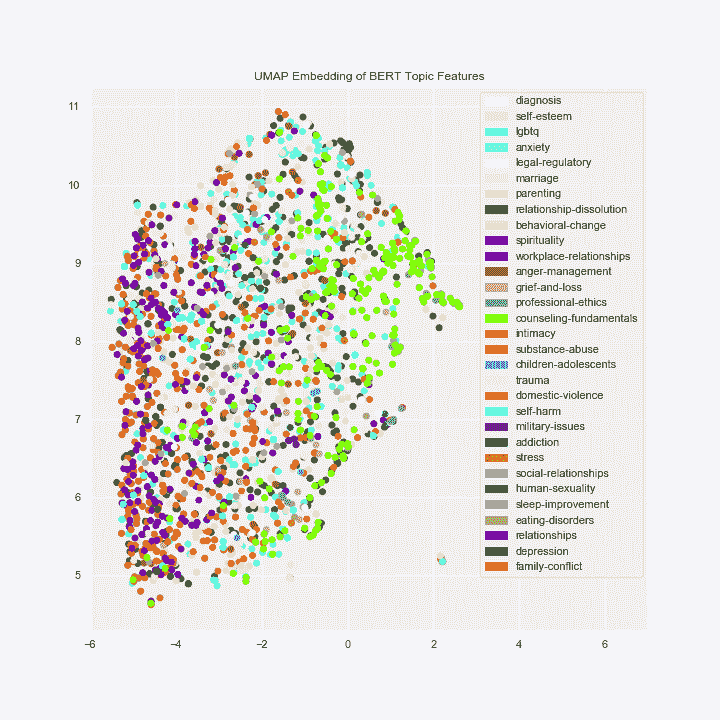 UMAP Embedding of BERT Topic Features
11
10
9
8
7
6
5
−6
−4
−2
0
2
4
6
diagnosis
self-esteem
lgbtq
anxiety
legal-regulatory
marriage
parenting
relationship-dissolution
behavioral-change
spirituality
workplace-relationships
anger-management
grief-and-loss
professional-ethics
counseling-fundamentals
intimacy
substance-abuse
children-adolescents
trauma
domestic-violence
self-harm
military-issues
addiction
stress
social-relationships
human-sexuality
sleep-improvement
eating-disorders
relationships
depression
family-conflict